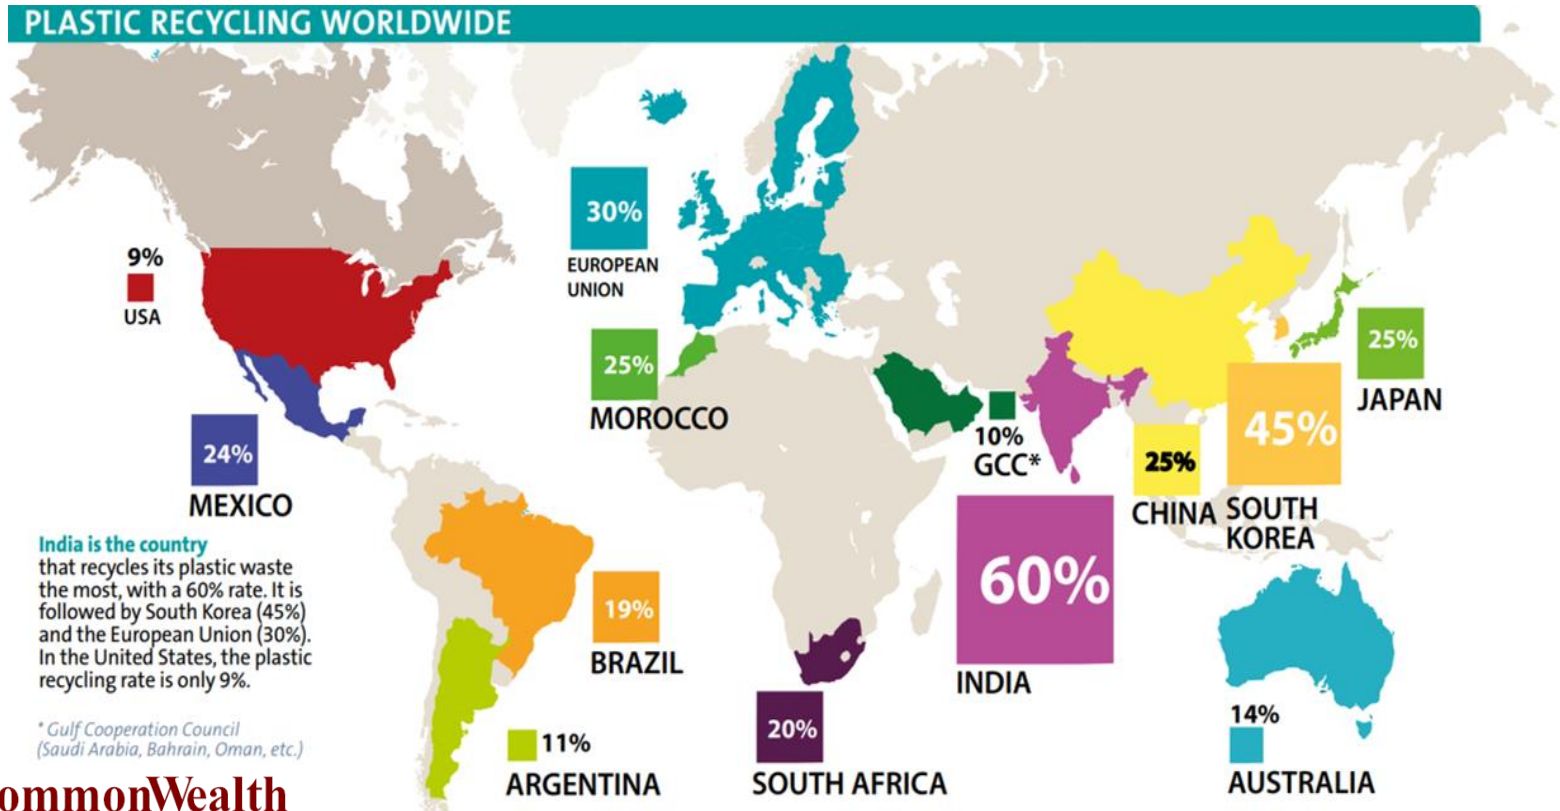 PLASTIC RECYCLING WORLDWIDE
9%
USA
30%
EUROPEAN
UNION
25%
MOROCCO
24%
MEXICO
10%
GCC*
25%
CHINA
45%
SOUTH
KOREA
25%
JAPAN
60%
INDIA
19%
BRAZIL
11%
ARGENTINA
20%
SOUTH AFRICA
14%
AUSTRALIA
India is the country
that recycles its plastic waste
the most, with a 60% rate. It is
followed by South Korea (45%)
and the European Union (30%).
In the United States, the plastic
recycling rate is only 9%.
* Gulf Cooperation Council
(Saudi Arabia, Bahrain, Oman, etc.)
ommonWealth